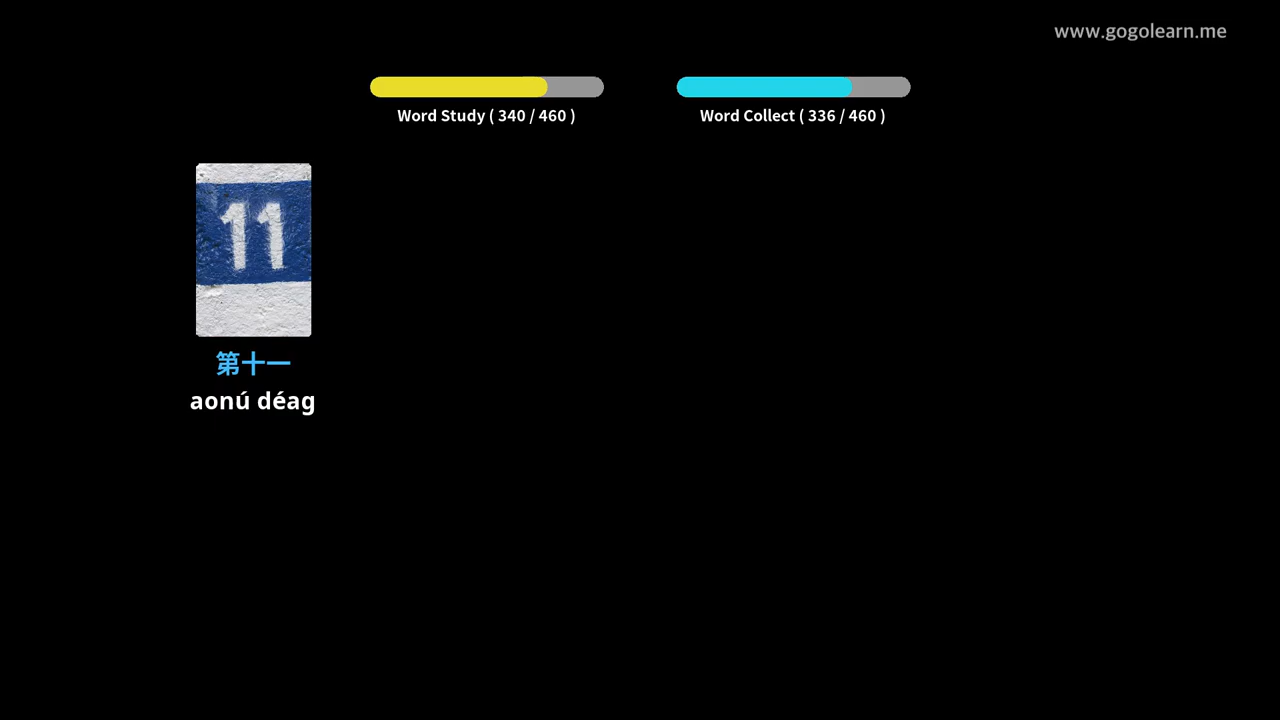 www.gogolearn.me
Word Study ( 340 / 460 )
Word Collect ( 336 / 460 )
11
第十一
aonú déag